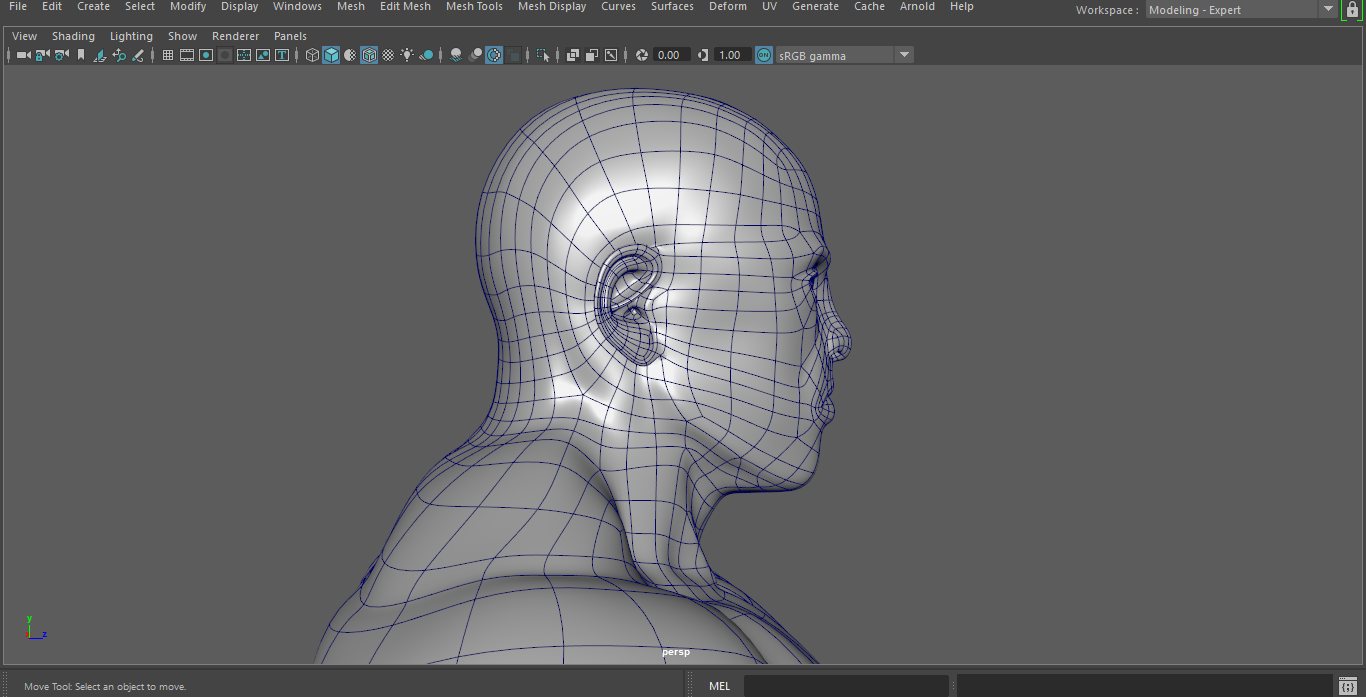 File Edit Create Select Modify Display Windows Mesh Edit Mesh Mesh Tools Mesh Display Curves Surfaces Deform UV Generate Cache Arnold Help Workspace : Modeling - Expert
View Shading Lighting Show Renderer Panels
0.00 1.00 ON sRGB gamma
y
z
persp
Move Tool: Select an object to move. MEL